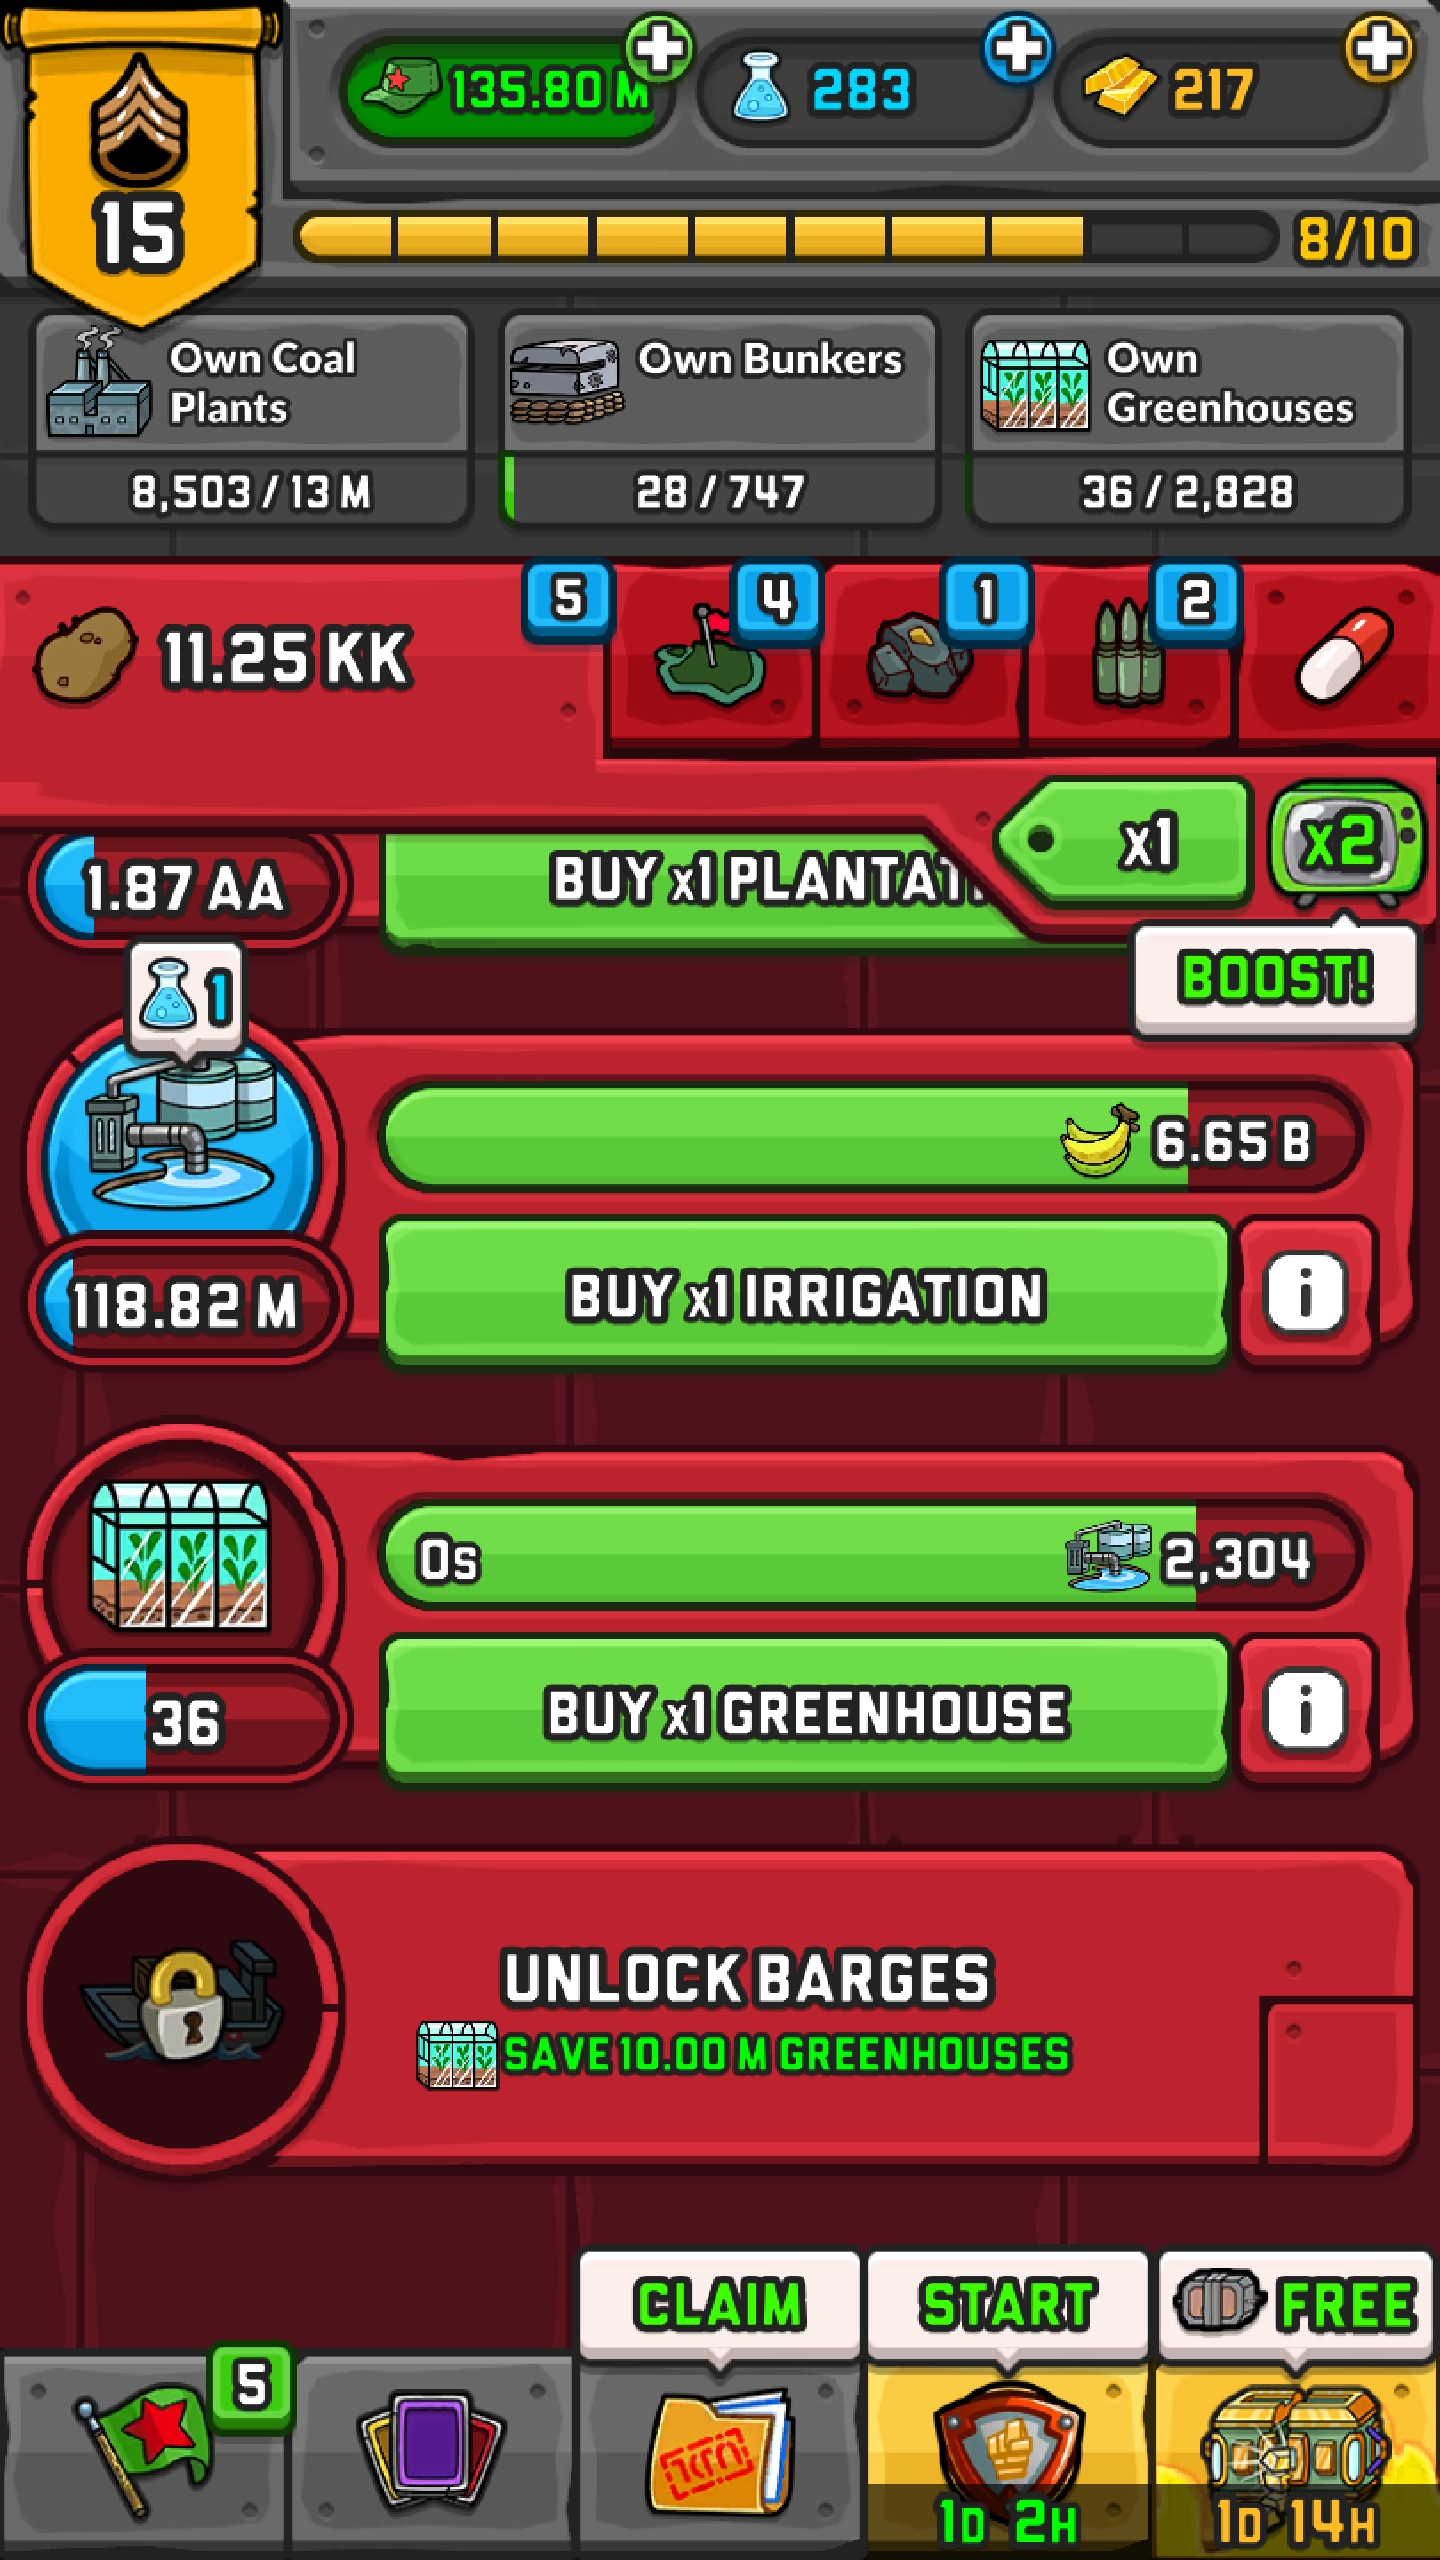 135.80 M
283
217
15
8/10
Own Coal
Plants
8,503 / 13 M
Own Bunkers
28 / 747
Own
Greenhouses
36 / 2,828
11.25 KK
5
4
1
2
x1
x2
BOOST!
1.87 AA
BUY x1
1
6.65 B
118.82 M
BUY x1 IRRIGATION
i
0s
2,304
36
BUY x1 GREENHOUSE
i
UNLOCK BARGES
SAVE 10.00 M GREENHOUSES
CLAIM
START
FREE
5
1D 2H
1D 14H